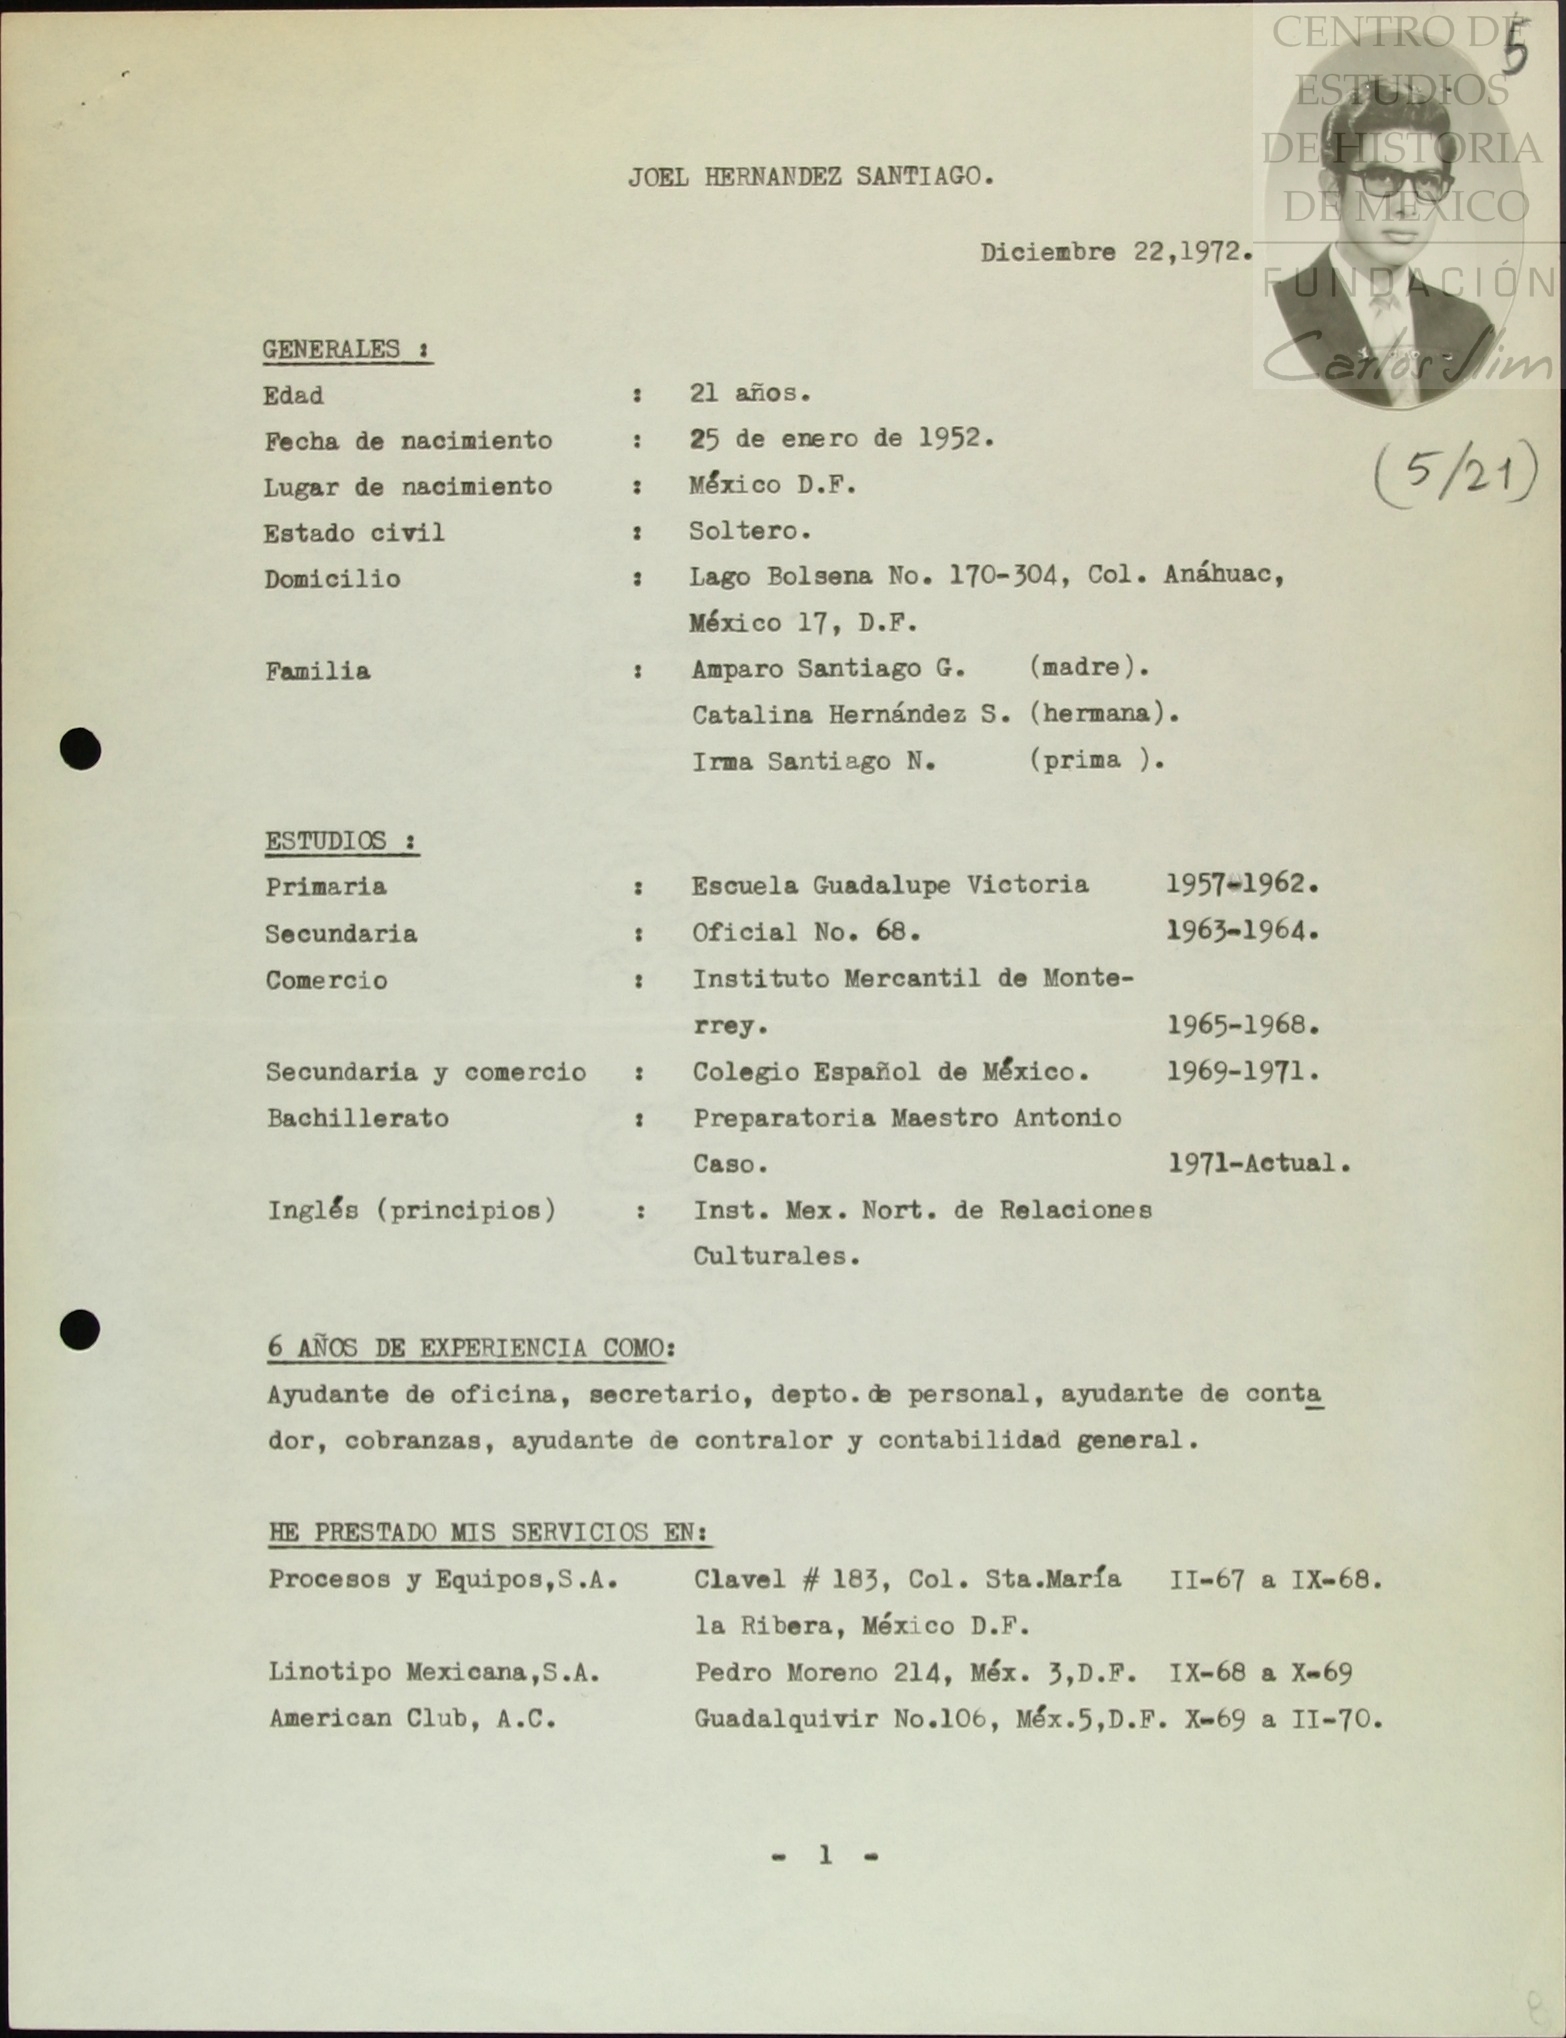 CENTRO DE
ESTUDIOS
DE HISTORIA
DE MEXICO
FUNDACIÓN
Carlos Slim
5
JOEL HERNANDEZ SANTIAGO.
Diciembre 22,1972.
(5/21)
GENERALES :
Edad : 21 años.
Fecha de nacimiento : 25 de enero de 1952.
Lugar de nacimiento : México D.F.
Estado civil : Soltero.
Domicilio : Lago Bolsena No. 170-304, Col. Anáhuac,
México 17, D.F.
Familia : Amparo Santiago G. (madre).
Catalina Hernández S. (hermana).
Irma Santiago N. (prima ).
ESTUDIOS :
Primaria : Escuela Guadalupe Victoria 1957-1962.
Secundaria : Oficial No. 68. 1963-1964.
Comercio : Instituto Mercantil de Monte-
rrey. 1965-1968.
Secundaria y comercio : Colegio Español de México. 1969-1971.
Bachillerato : Preparatoria Maestro Antonio
Caso. 1971-Actual.
Inglés (principios) : Inst. Mex. Nort. de Relaciones
Culturales.
6 AÑOS DE EXPERIENCIA COMO:
Ayudante de oficina, secretario, depto. de personal, ayudante de conta
dor, cobranzas, ayudante de contralor y contabilidad general.
HE PRESTADO MIS SERVICIOS EN:
Procesos y Equipos,S.A. Clavel # 183, Col. Sta.María II-67 a IX-68.
la Ribera, México D.F.
Linotipo Mexicana,S.A. Pedro Moreno 214, Méx. 3,D.F. IX-68 a X-69
American Club, A.C. Guadalquivir No.106, Méx.5,D.F. X-69 a II-70.
- 1 -
8